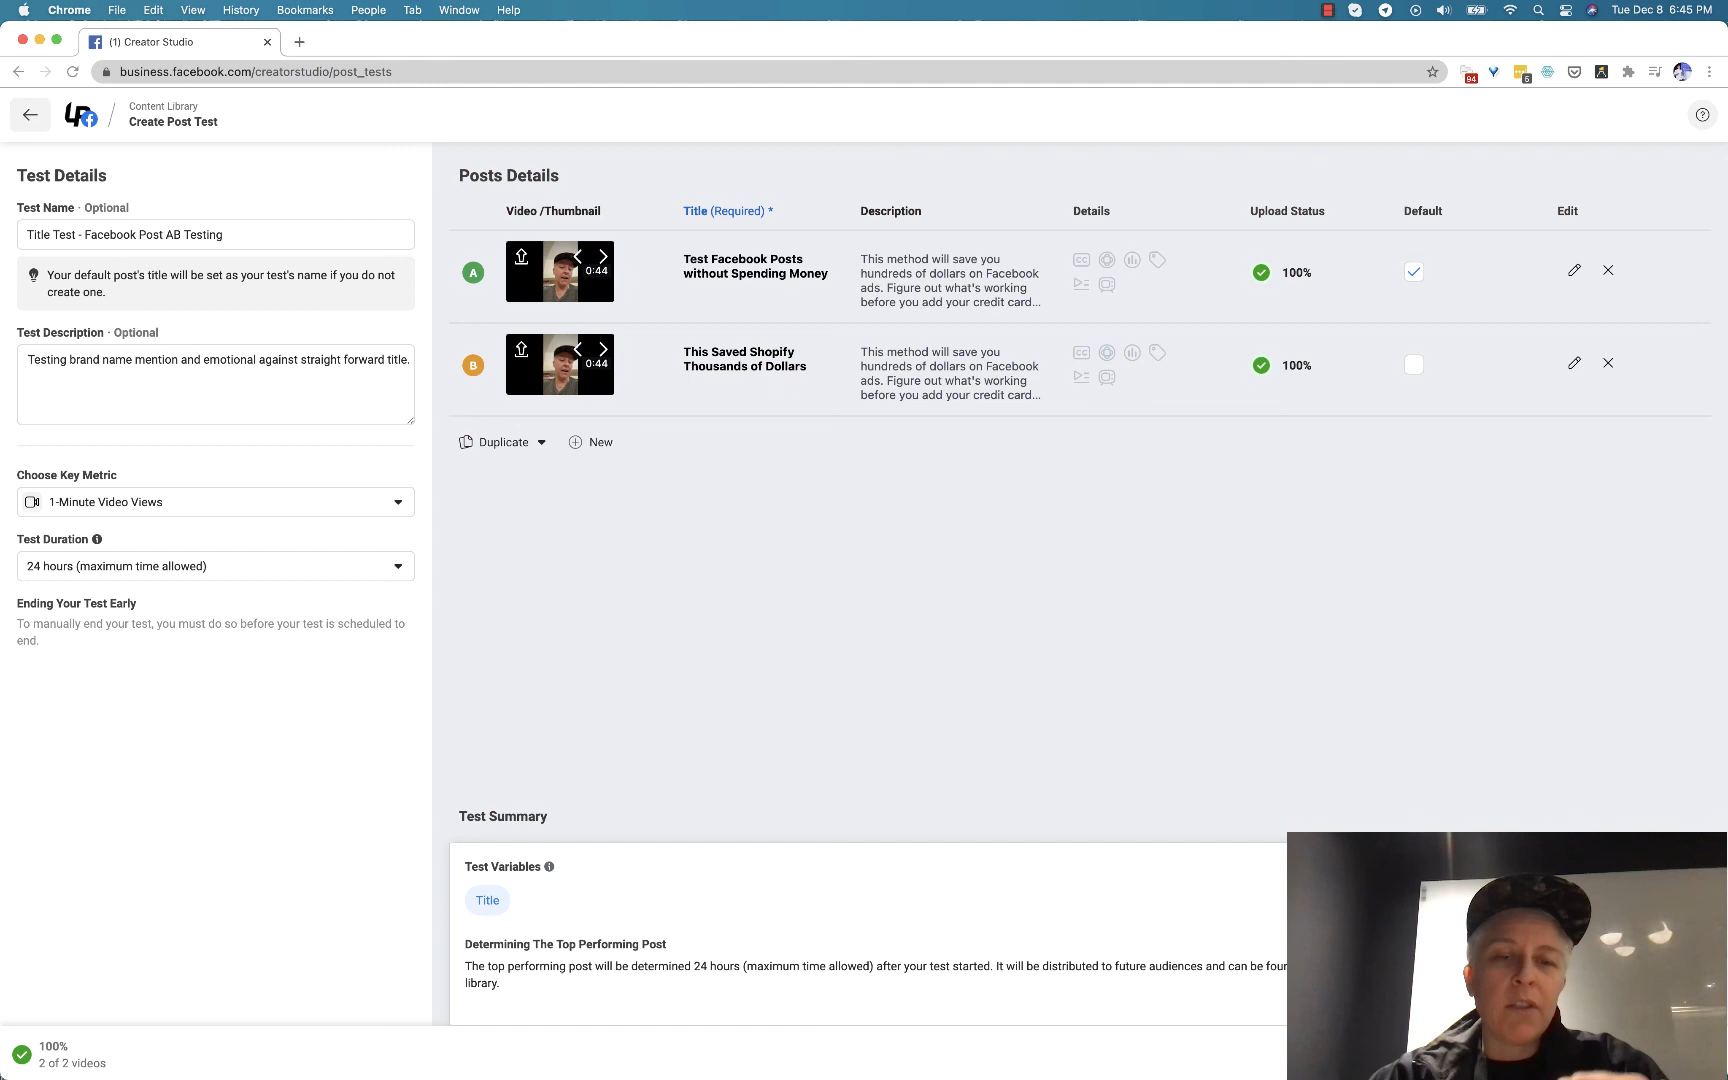 Chrome File Edit View History Bookmarks People Tab Window Help Tue Dec 8 6:45 PM
(1) Creator Studio
business.facebook.com/creatorstudio/post_tests
94
5
Content Library
Create Post Test
Test Details
Test Name · Optional
Title Test - Facebook Post AB Testing
Your default post's title will be set as your test's name if you do not
create one.
Test Description · Optional
Testing brand name mention and emotional against straight forward title.
Choose Key Metric
1-Minute Video Views
Test Duration
24 hours (maximum time allowed)
Ending Your Test Early
To manually end your test, you must do so before your test is scheduled to
end.
Posts Details
Video /Thumbnail Title (Required) * Description Details Upload Status Default Edit
A
0:44
Test Facebook Posts
without Spending Money
This method will save you
hundreds of dollars on Facebook
ads. Figure out what's working
before you add your credit card...
CC
100%
B
0:44
This Saved Shopify
Thousands of Dollars
This method will save you
hundreds of dollars on Facebook
ads. Figure out what's working
before you add your credit card...
CC
100%
Duplicate New
Test Summary
Test Variables
Title
Determining The Top Performing Post
The top performing post will be determined 24 hours (maximum time allowed) after your test started. It will be distributed to future audiences and can be four
library.
100%
2 of 2 videos